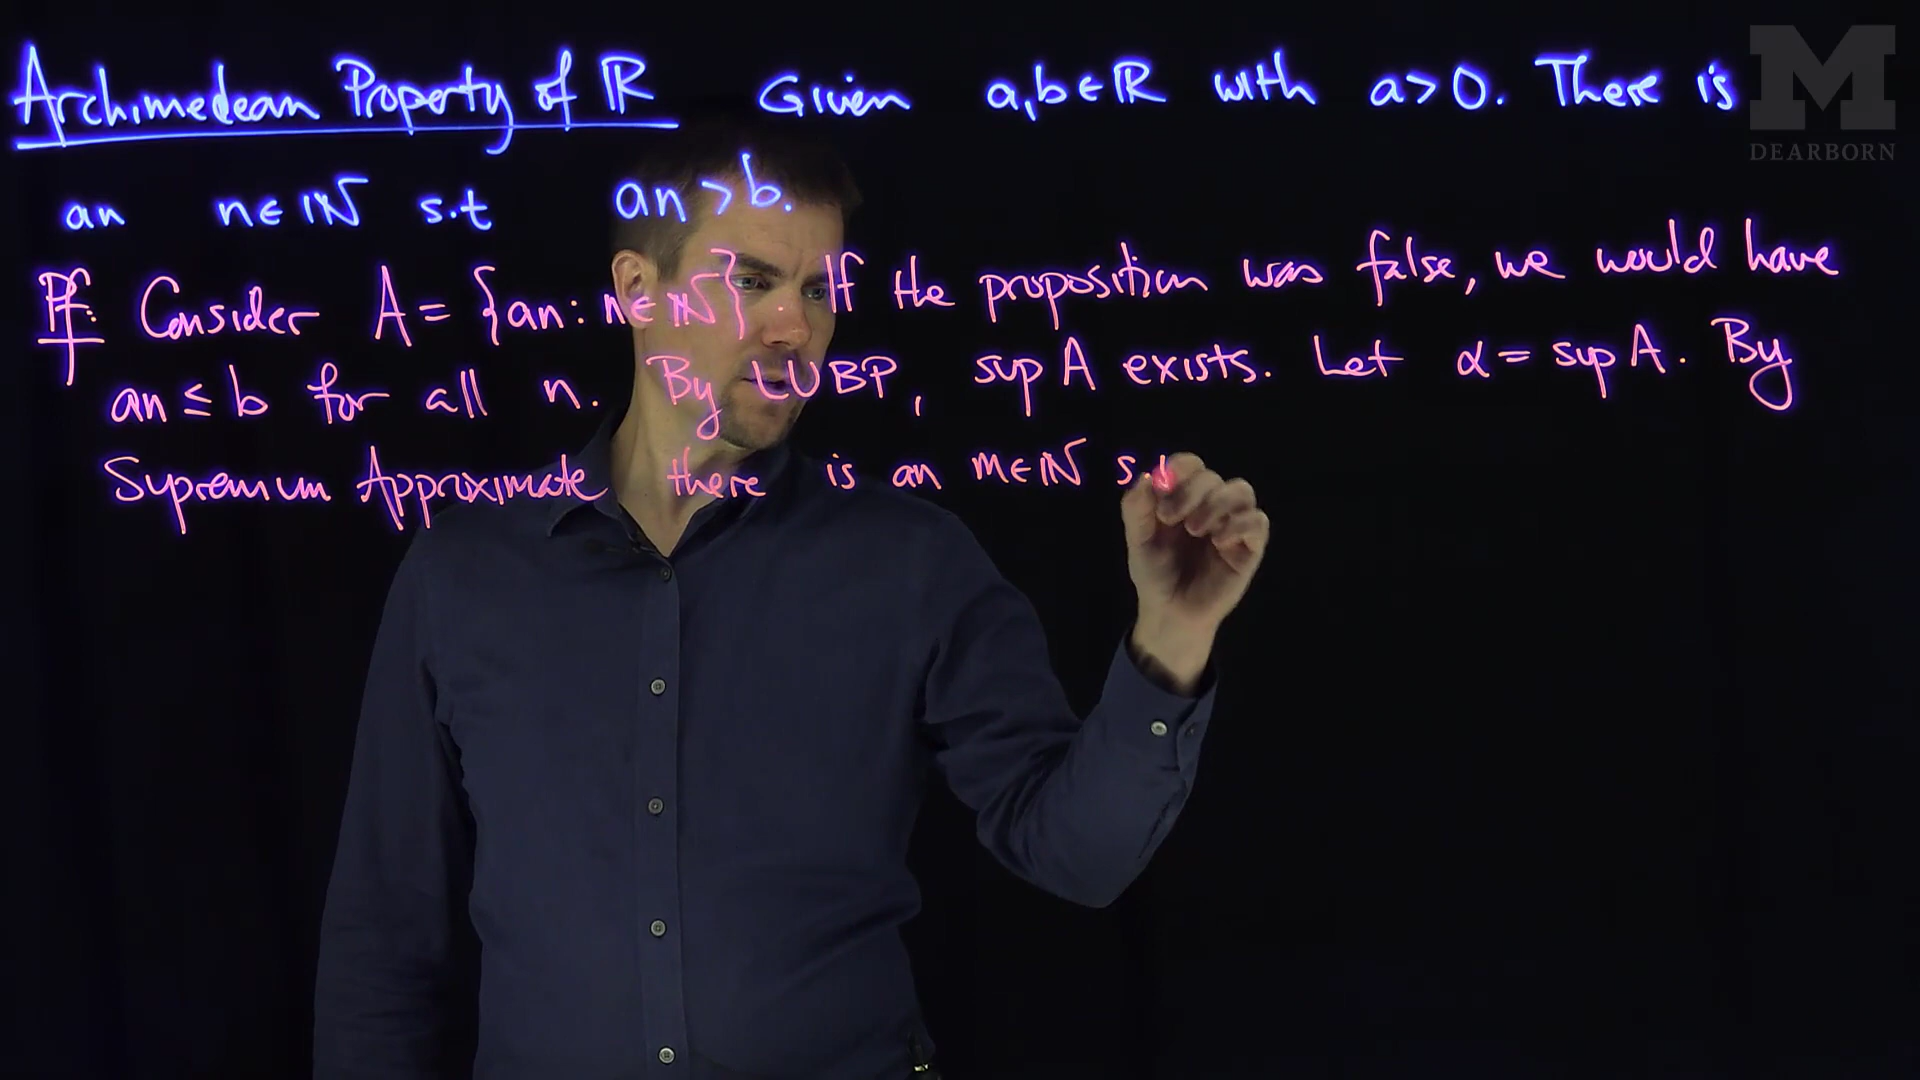 Archimedean Property of ℝ Given a,b∈ℝ with a>0. There is
an n∈ℕ s.t an>b.
Pf: Consider A = {an : n∈ℕ}. If the proposition was false, we would have
an ≤ b for all n. By LUBP, sup A exists. Let α = sup A. By
Supremum Approximate there is an m∈ℕ s.t
M
DEARBORN